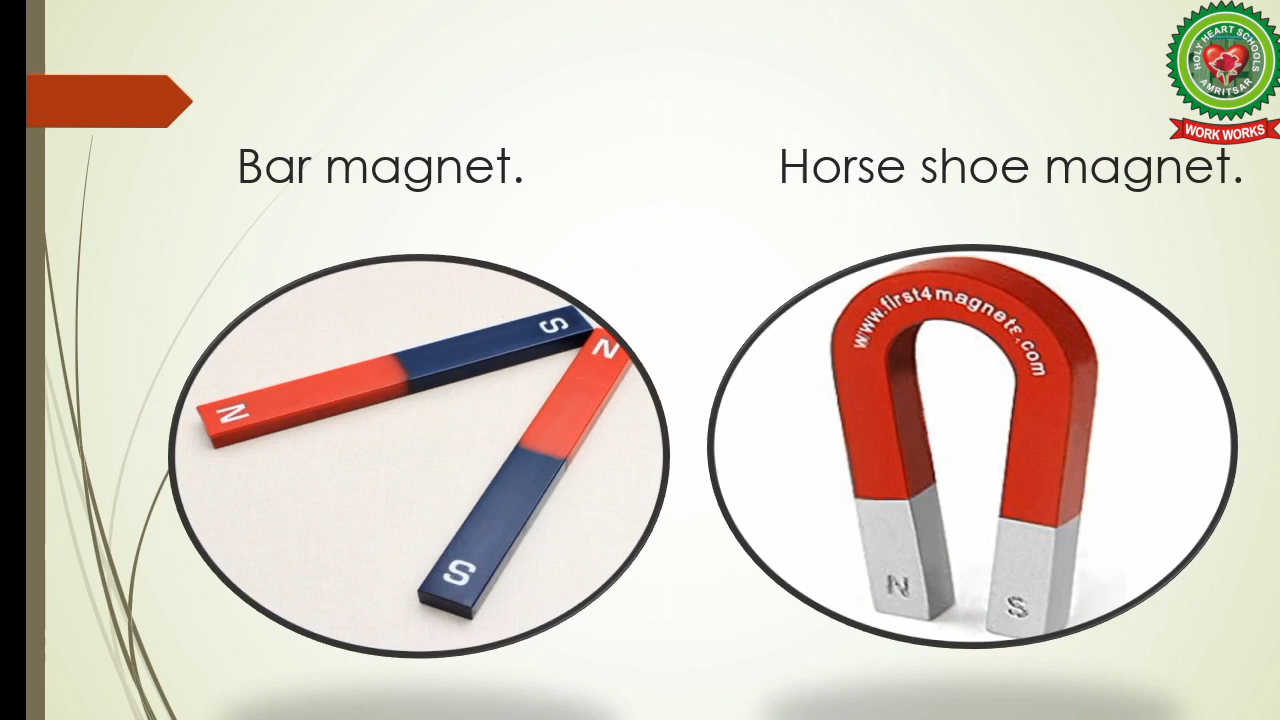 HOLY HEART SCHOOLS
AMRITSAR
WORK WORKS
Bar magnet.
Horse shoe magnet.
S
N
N
S
www.first4magnets.com
N
S